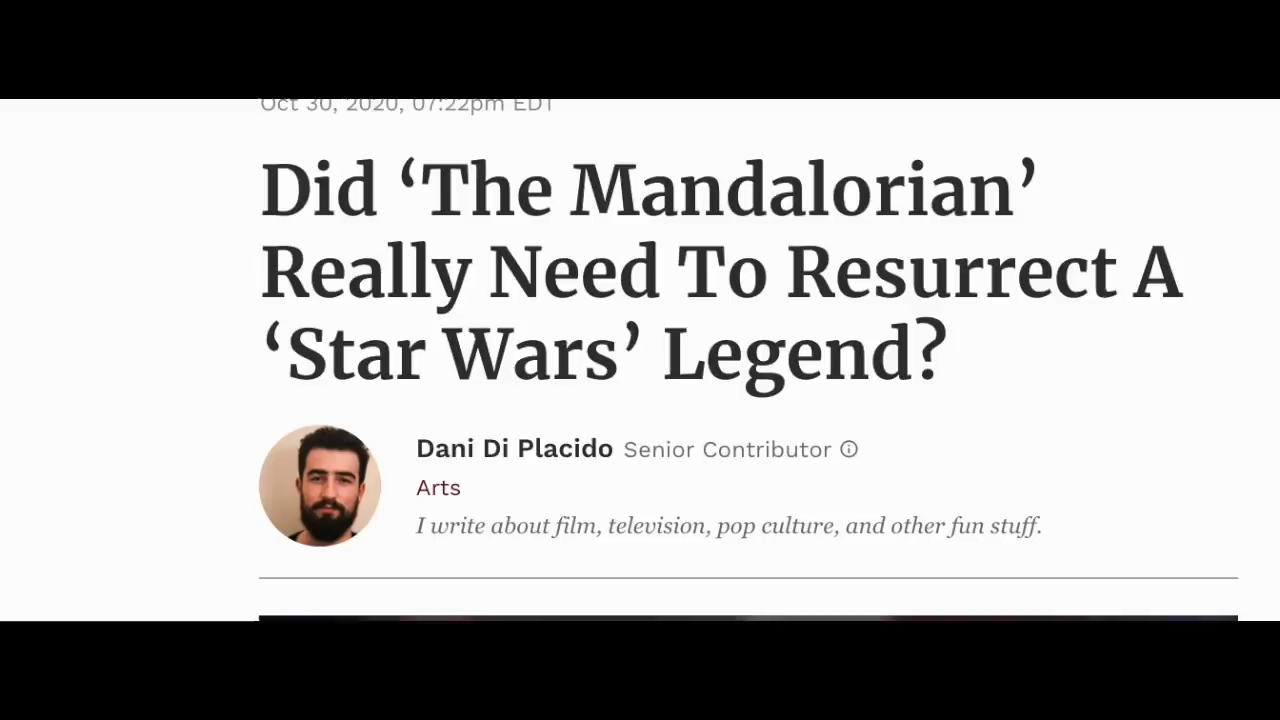 Oct 30, 2020, 07:22pm EDT
Did ‘The Mandalorian’
Really Need To Resurrect A
‘Star Wars’ Legend?
Dani Di Placido Senior Contributor
Arts
I write about film, television, pop culture, and other fun stuff.